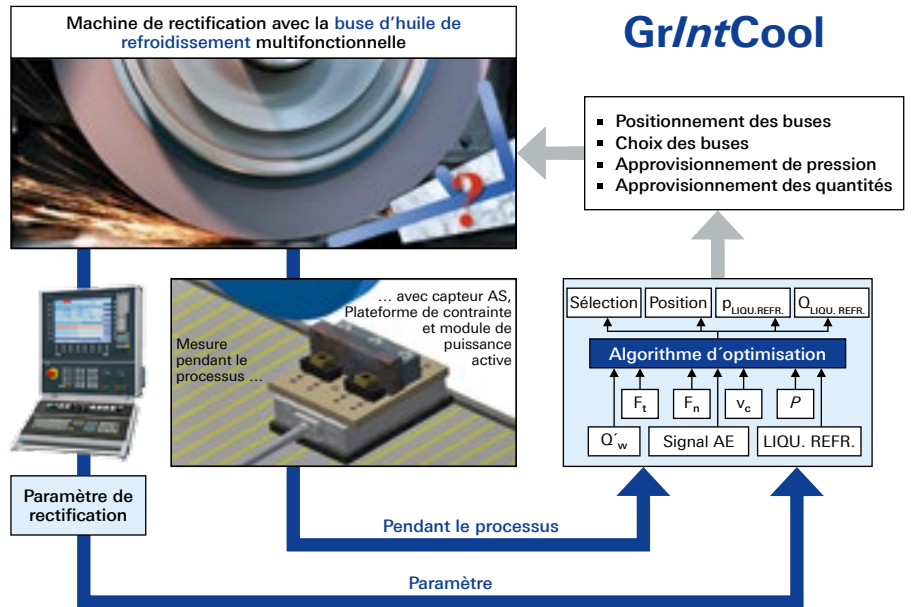 Machine de rectification avec la buse d'huile de
refroidissement multifonctionnelle
GrIntCool
?
▪ Positionnement des buses
▪ Choix des buses
▪ Approvisionnement de pression
▪ Approvisionnement des quantités
Mesure
pendant le
processus …
… avec capteur AS,
Plateforme de contrainte
et module de
puissance
active
Sélection
Position
pLIQU. REFR.
QLIQU. REFR.
Algorithme d´optimisation
Ft
Fn
vc
P
Q´w
Signal AE
LIQU. REFR.
Paramètre de
rectification
Pendant le processus
Paramètre